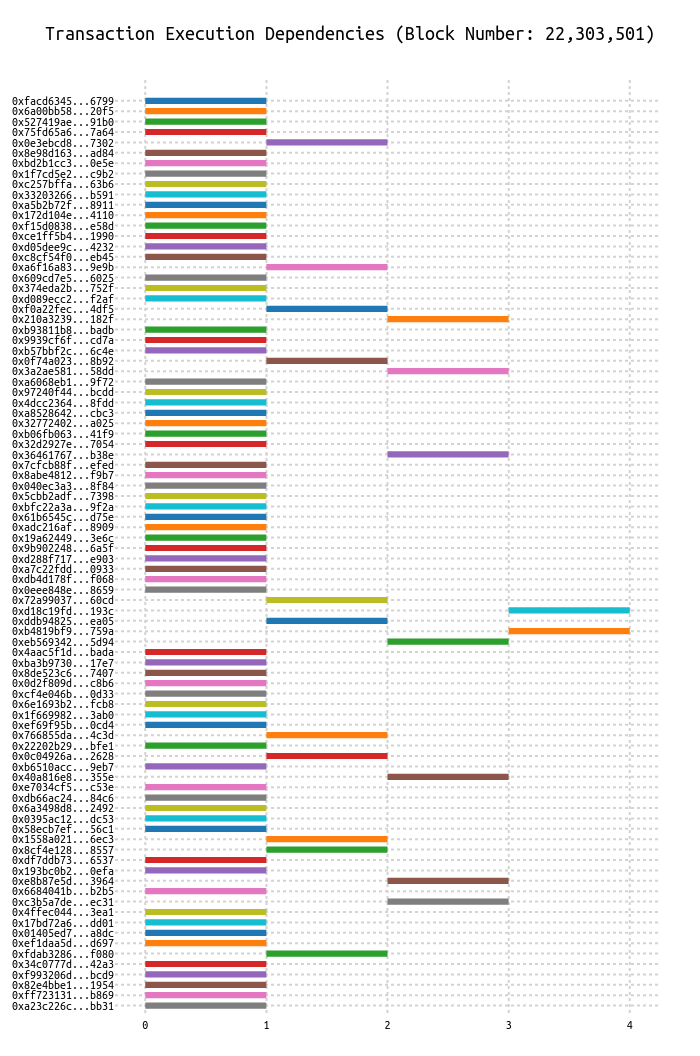 Transaction Execution Dependencies (Block Number: 22,303,501)
0xfacd6345...6799
0x6a00bb58...20f5
0x527419ae...91b0
0x75fd65a6...7a64
0x0e3ebcd8...7302
0x8e98d163...ad84
0xbd2b1cc3...0e5e
0x1f7cd5e2...c9b2
0xc257bffa...63b6
0x33203266...b591
0xa5b2b72f...8911
0x172d104e...4110
0xf15d0838...e58d
0xce1ff5b4...1990
0xd05dee9c...4232
0xc8cf54f0...eb45
0xa6f16a83...9e9b
0x609cd7e5...6025
0x374eda2b...752f
0xd089ecc2...f2af
0xf0a22fec...4df5
0x210a3239...182f
0xb93811b8...badb
0x9939cf6f...cd7a
0xb57bbf2c...6c4e
0x0f74a023...8b92
0x3a2ae581...58dd
0xa6068eb1...9f72
0x97240f44...bcdd
0x4dcc2364...8fdd
0xa8528642...cbc3
0x32772402...a025
0xb06fb063...41f9
0x32d2927e...7054
0x36461767...b38e
0x7cfcb88f...efed
0x8abe4812...f9b7
0x040ec3a3...8f84
0x5cbb2adf...7398
0xbfc22a3a...9f2a
0x61b6545c...d75e
0xadc216af...8909
0x19a62449...3e6c
0x9b902248...6a5f
0xd288f717...e903
0xa7c22fdd...0933
0xdb4d178f...f068
0x0eee848e...8659
0x72a99037...60cd
0xd18c19fd...193c
0xddb94825...ea05
0xb4819bf9...759a
0xeb569342...5d94
0x4aac5f1d...bada
0xba3b9730...17e7
0x8de523c6...7407
0x0d2f809d...c8b6
0xcf4e046b...0d33
0x6e1693b2...fcb8
0x1f669982...3ab0
0xef69f95b...0cd4
0x766855da...4c3d
0x22202b29...bfe1
0x0c04926a...2628
0xb6510acc...9eb7
0x40a816e8...355e
0xe7034cf5...c53e
0xdb66ac24...84c6
0x6a3498d8...2492
0x0395ac12...dc53
0x58ecb7ef...56c1
0x1558a021...6ec3
0x8cf4e128...8557
0xdf7ddb73...6537
0x193bc0b2...0efa
0xe8b87e5d...3964
0x6684041b...b2b5
0xc3b5a7de...ec31
0x4ffec044...3ea1
0x17bd72a6...dd01
0x01405ed7...a8dc
0xef1daa5d...d697
0xfdab3286...f080
0x34c0777d...42a3
0xf993206d...bcd9
0x82e4bbe1...1954
0xff723131...b869
0xa23c226c...bb31
0 1 2 3 4